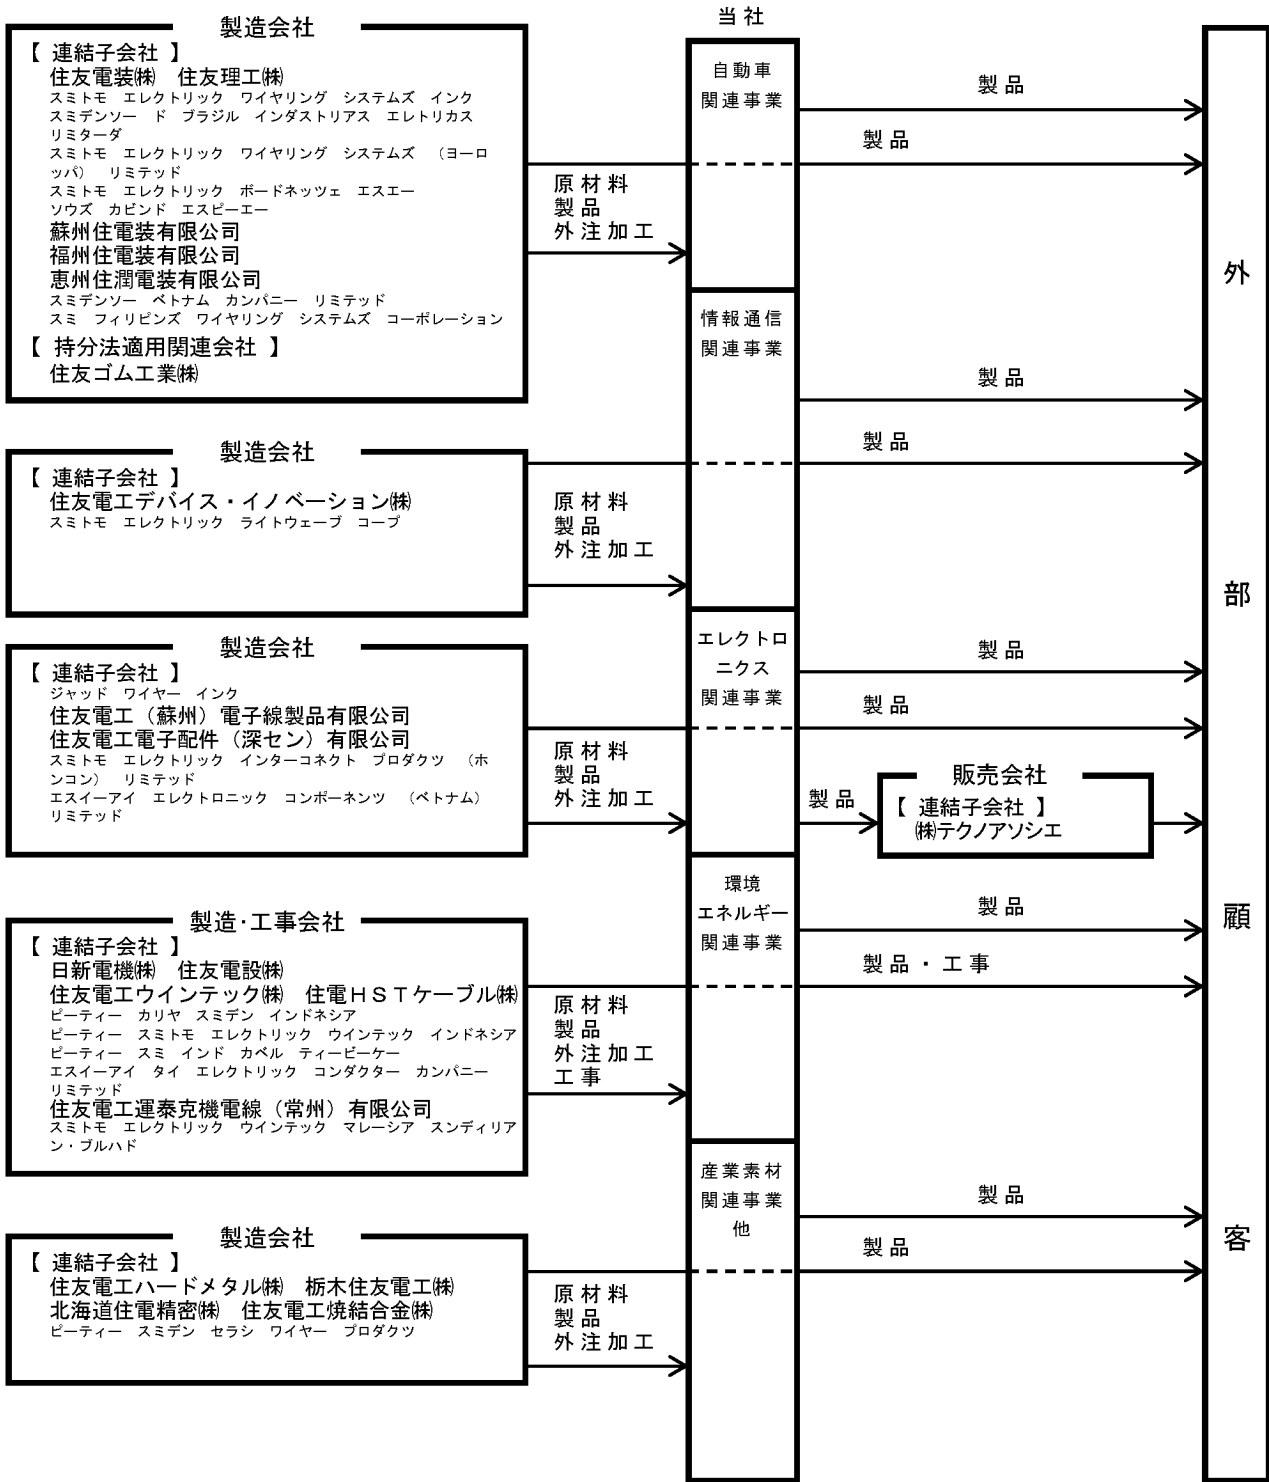 当社
製造会社
【 連結子会社 】
住友電装㈱　住友理工㈱
スミトモ　エレクトリック　ワイヤリング　システムズ　インク
スミデンソー　ド　ブラジル　インダストリアス　エレトリカス
リミターダ
スミトモ　エレクトリック　ワイヤリング　システムズ　（ヨーロ
ッパ）　リミテッド
スミトモ　エレクトリック　ボードネッツェ　エスエー
ソウズ　カビンド　エスピーエー
蘇州住電装有限公司
福州住電装有限公司
恵州住潤電装有限公司
スミデンソー　ベトナム　カンパニー　リミテッド
スミ　フィリピンズ　ワイヤリング　システムズ　コーポレーション
【 持分法適用関連会社 】
住友ゴム工業㈱
原材料
製品
外注加工
自動車
関連事業
製品
製品
情報通信
関連事業
製品
製品
製造会社
【 連結子会社 】
住友電工デバイス・イノベーション㈱
スミトモ　エレクトリック　ライトウェーブ　コープ
原材料
製品
外注加工
製造会社
【 連結子会社 】
ジャッド　ワイヤー　インク
住友電工（蘇州）電子線製品有限公司
住友電工電子配件（深セン）有限公司
スミトモ　エレクトリック　インターコネクト　プロダクツ　（ホ
ンコン）　リミテッド
エスイーアイ　エレクトロニック　コンポーネンツ　（ベトナム）
リミテッド
原材料
製品
外注加工
エレクトロ
ニクス
関連事業
製品
製品
製品
販売会社
【 連結子会社 】
㈱テクノアソシエ
製造・工事会社
【 連結子会社 】
日新電機㈱　住友電設㈱
住友電工ウインテック㈱　住電ＨＳＴケーブル㈱
ピーティー　カリヤ　スミデン　インドネシア
ピーティー　スミトモ　エレクトリック　ウインテック　インドネシア
ピーティー　スミ　インド　カベル　ティービーケー
エスイーアイ　タイ　エレクトリック　コンダクター　カンパニー
リミテッド
住友電工運泰克機電線（常州）有限公司
スミトモ　エレクトリック　ウインテック　マレーシア　スンディリア
ン・ブルハド
原材料
製品
外注加工
工事
環境
エネルギー
関連事業
製品
製品・工事
製造会社
【 連結子会社 】
住友電工ハードメタル㈱　栃木住友電工㈱
北海道住電精密㈱　住友電工焼結合金㈱
ピーティー　スミデン　セラシ　ワイヤー　プロダクツ
原材料
製品
外注加工
産業素材
関連事業
他
製品
製品
外部顧客